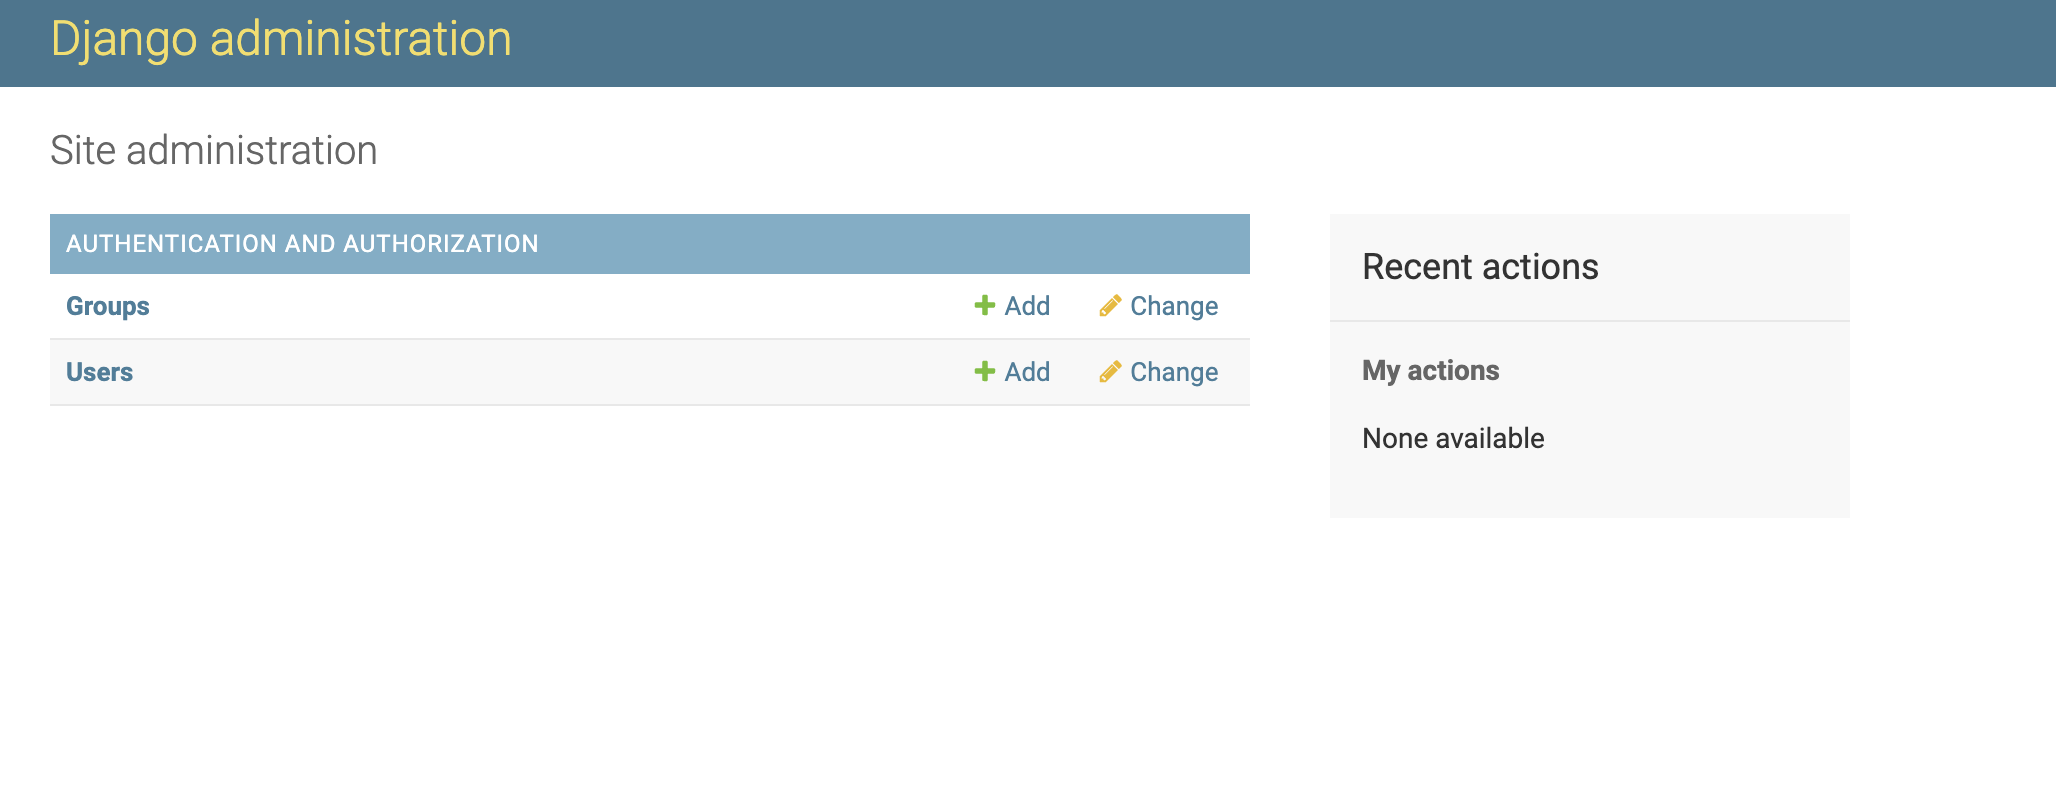 Django administration
Site administration
AUTHENTICATION AND AUTHORIZATION
Groups Add Change
Users Add Change
Recent actions
My actions
None available